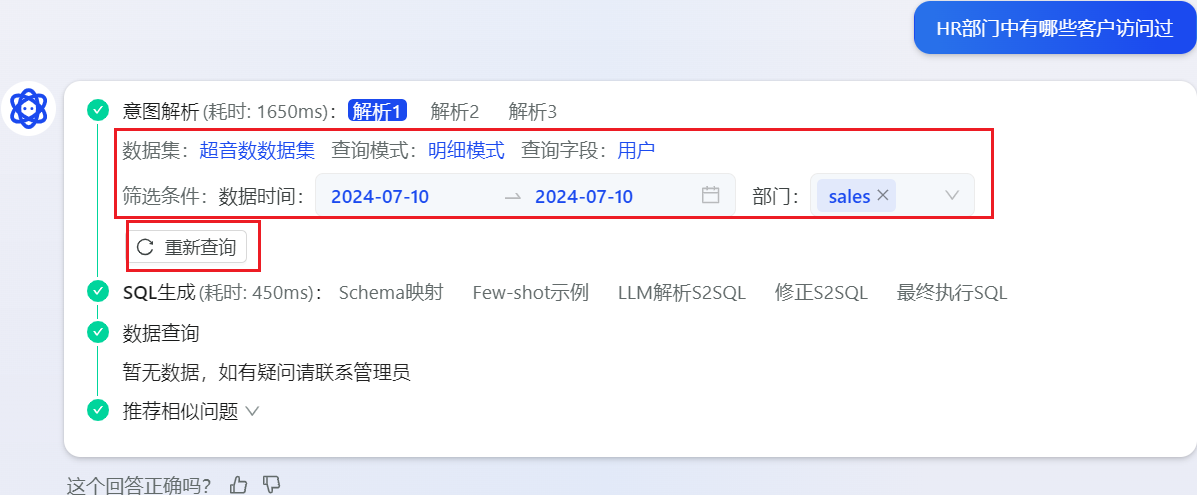 HR部门中有哪些客户访问过
意图解析(耗时: 1650ms)： 解析1 解析2 解析3
数据集：超音数数据集 查询模式：明细模式 查询字段：用户
筛选条件：数据时间： 2024-07-10 → 2024-07-10 部门： sales ×
重新查询
SQL生成(耗时: 450ms)： Schema映射 Few-shot示例 LLM解析S2SQL 修正S2SQL 最终执行SQL
数据查询
暂无数据，如有疑问请联系管理员
推荐相似问题
这个回答正确吗？